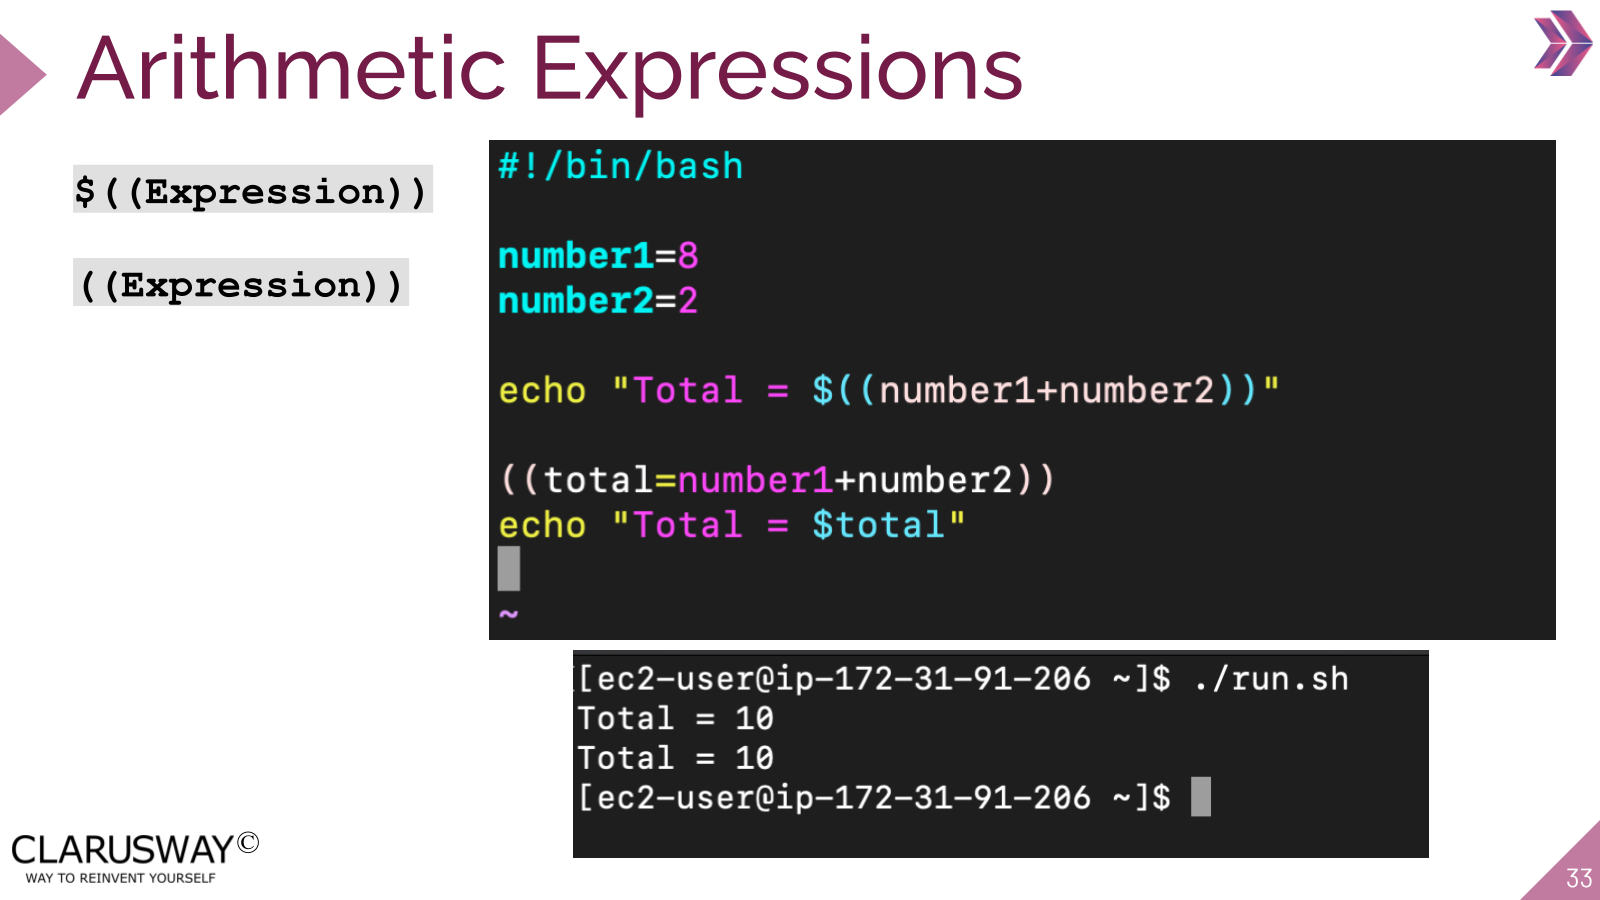 Arithmetic Expressions
$((Expression))
((Expression))
#!/bin/bash
number1=8
number2=2
echo "Total = $((number1+number2))"
((total=number1+number2))
echo "Total = $total"
~
[ec2-user@ip-172-31-91-206 ~]$ ./run.sh
Total = 10
Total = 10
[ec2-user@ip-172-31-91-206 ~]$
CLARUSWAY©
WAY TO REINVENT YOURSELF
33